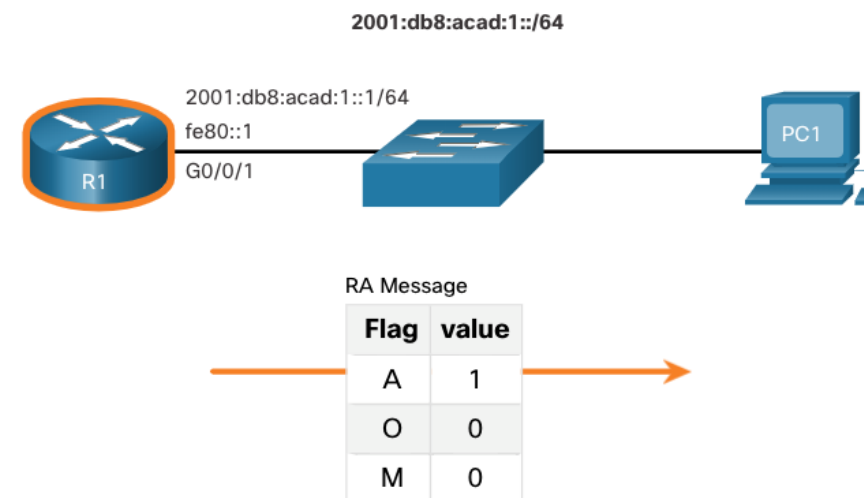 2001:db8:acad:1::/64
2001:db8:acad:1::1/64
fe80::1
G0/0/1
R1
PC1
RA Message
Flag value
A 1
O 0
M 0